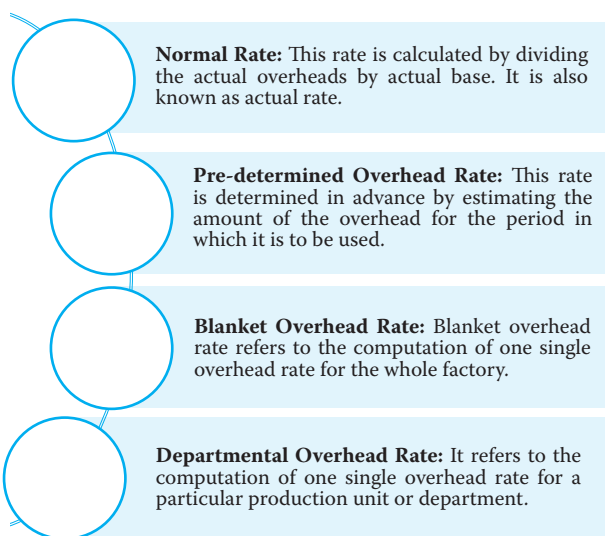 Normal Rate: This rate is calculated by dividing
the actual overheads by actual base. It is also
known as actual rate.
Pre-determined Overhead Rate: This rate
is determined in advance by estimating the
amount of the overhead for the period in
which it is to be used.
Blanket Overhead Rate: Blanket overhead
rate refers to the computation of one single
overhead rate for the whole factory.
Departmental Overhead Rate: It refers to the
computation of one single overhead rate for a
particular production unit or department.